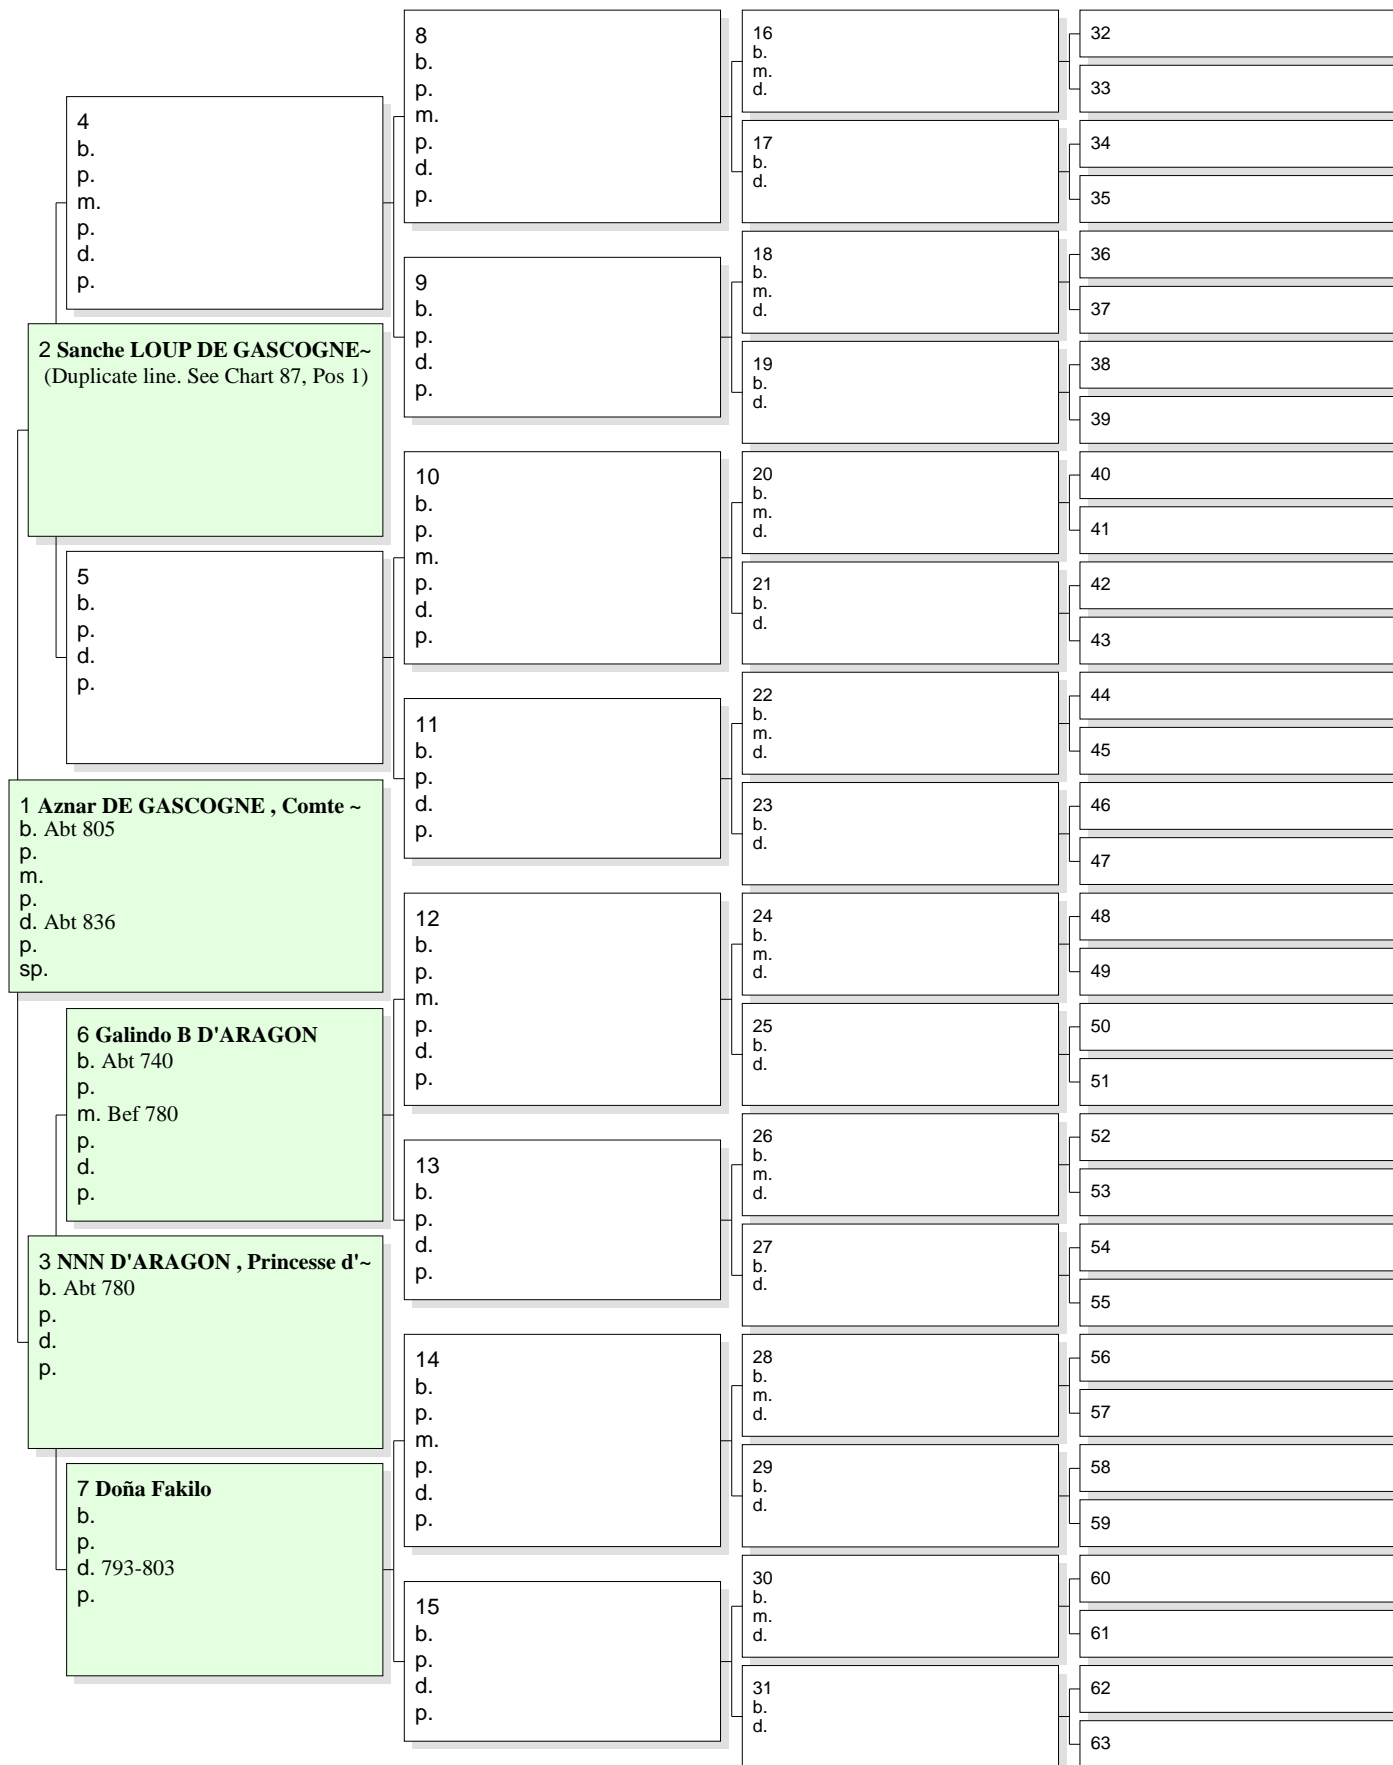 8
b.
p.
m.
p.
d.
p.
16
b.
m.
d.
32
33
4
b.
p.
m.
p.
d.
p.
17
b.
d.
34
35
9
b.
p.
d.
p.
18
b.
m.
d.
36
37
2 Sanche LOUP DE GASCOGNE~
(Duplicate line. See Chart 87, Pos 1)
19
b.
d.
38
39
10
b.
p.
m.
p.
d.
p.
20
b.
m.
d.
40
41
5
b.
p.
d.
p.
21
b.
d.
42
43
11
b.
p.
d.
p.
22
b.
m.
d.
44
45
1 Aznar DE GASCOGNE , Comte ~
b. Abt 805
p.
m.
p.
d. Abt 836
p.
sp.
23
b.
d.
46
47
12
b.
p.
m.
p.
d.
p.
24
b.
m.
d.
48
49
6 Galindo B D'ARAGON
b. Abt 740
p.
m. Bef 780
p.
d.
p.
25
b.
d.
50
51
13
b.
p.
d.
p.
26
b.
m.
d.
52
53
3 NNN D'ARAGON , Princesse d'~
b. Abt 780
p.
d.
p.
27
b.
d.
54
55
14
b.
p.
m.
p.
d.
p.
28
b.
m.
d.
56
57
7 Doña Fakilo
b.
p.
d. 793-803
p.
29
b.
d.
58
59
15
b.
p.
d.
p.
30
b.
m.
d.
60
61
31
b.
d.
62
63